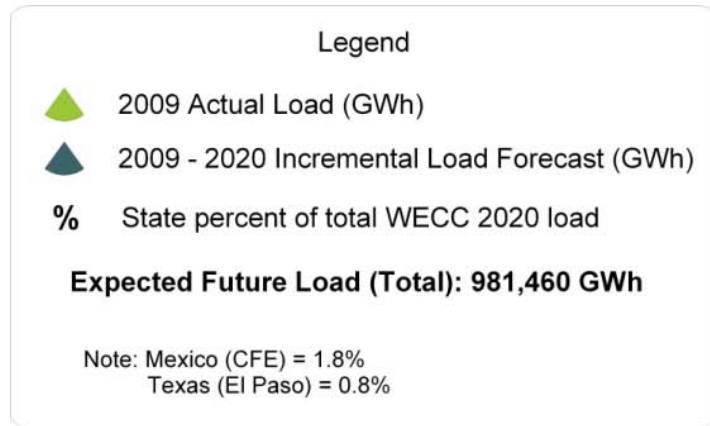 Legend
2009 Actual Load (GWh)
2009 - 2020 Incremental Load Forecast (GWh)
% State percent of total WECC 2020 load
Expected Future Load (Total): 981,460 GWh
Note: Mexico (CFE) = 1.8%
Texas (El Paso) = 0.8%